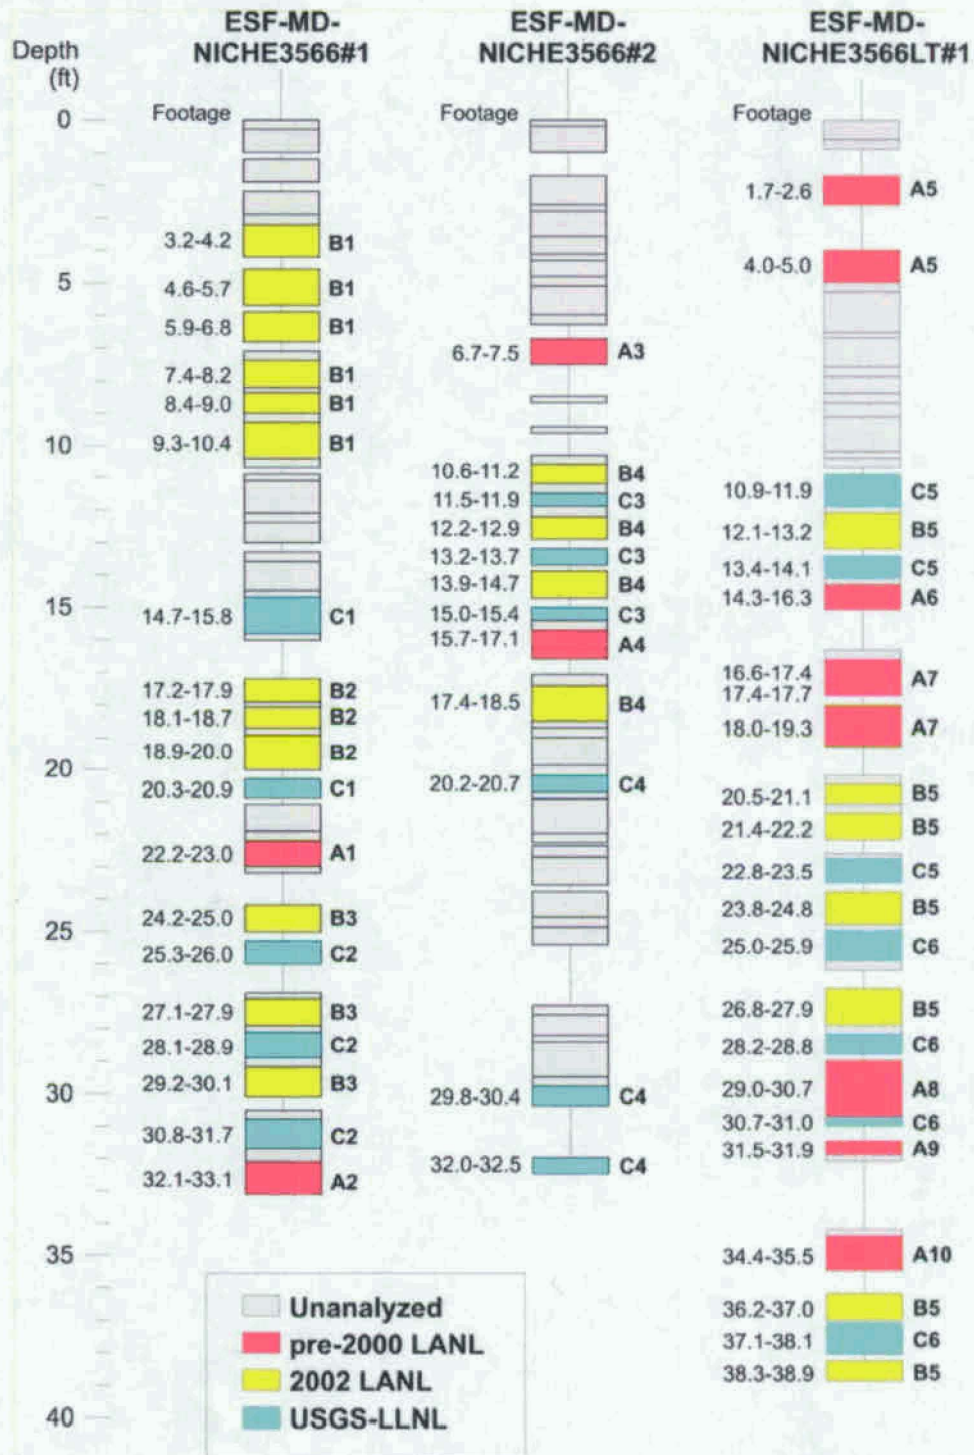 ESF-MD-
NICHE3566#1
ESF-MD-
NICHE3566#2
ESF-MD-
NICHE3566LT#1
Depth
(ft)
Footage
Footage
Footage
0
5
10
15
20
25
30
35
40
3.2-4.2 B1
4.6-5.7 B1
5.9-6.8 B1
7.4-8.2 B1
8.4-9.0 B1
9.3-10.4 B1
14.7-15.8 C1
17.2-17.9 B2
18.1-18.7 B2
18.9-20.0 B2
20.3-20.9 C1
22.2-23.0 A1
24.2-25.0 B3
25.3-26.0 C2
27.1-27.9 B3
28.1-28.9 C2
29.2-30.1 B3
30.8-31.7 C2
32.1-33.1 A2
6.7-7.5 A3
10.6-11.2 B4
11.5-11.9 C3
12.2-12.9 B4
13.2-13.7 C3
13.9-14.7 B4
15.0-15.4 C3
15.7-17.1 A4
17.4-18.5 B4
20.2-20.7 C4
29.8-30.4 C4
32.0-32.5 C4
1.7-2.6 A5
4.0-5.0 A5
10.9-11.9 C5
12.1-13.2 B5
13.4-14.1 C5
14.3-16.3 A6
16.6-17.4 A7
17.4-17.7
18.0-19.3 A7
20.5-21.1 B5
21.4-22.2 B5
22.8-23.5 C5
23.8-24.8 B5
25.0-25.9 C6
26.8-27.9 B5
28.2-28.8 C6
29.0-30.7 A8
30.7-31.0 C6
31.5-31.9 A9
34.4-35.5 A10
36.2-37.0 B5
37.1-38.1 C6
38.3-38.9 B5
Unanalyzed
pre-2000 LANL
2002 LANL
USGS-LLNL